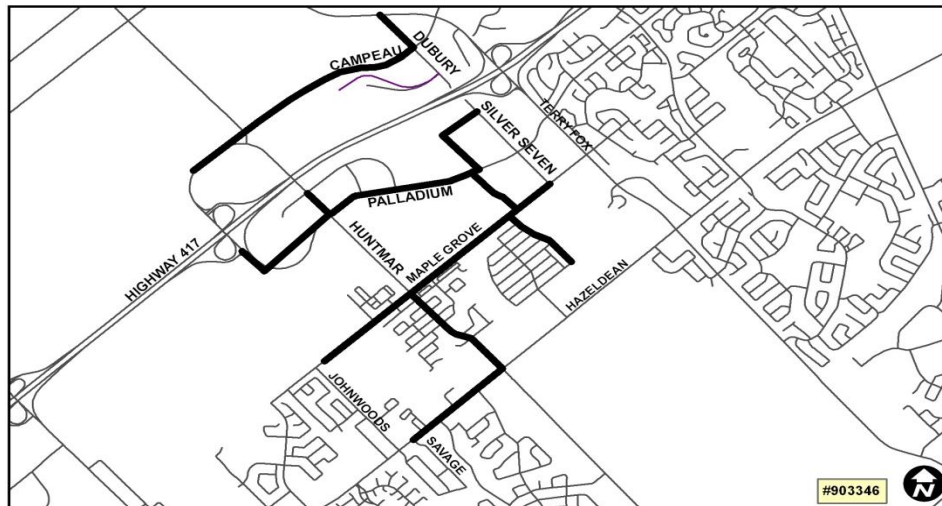 DUBURY
CAMPEAU
SILVER SEVEN
TERRY FOX
PALLADIUM
HIGHWAY 417
HUNTMAR
MAPLE GROVE
HAZELDEAN
JOHNWOODS
SAVAGE
#903346
N